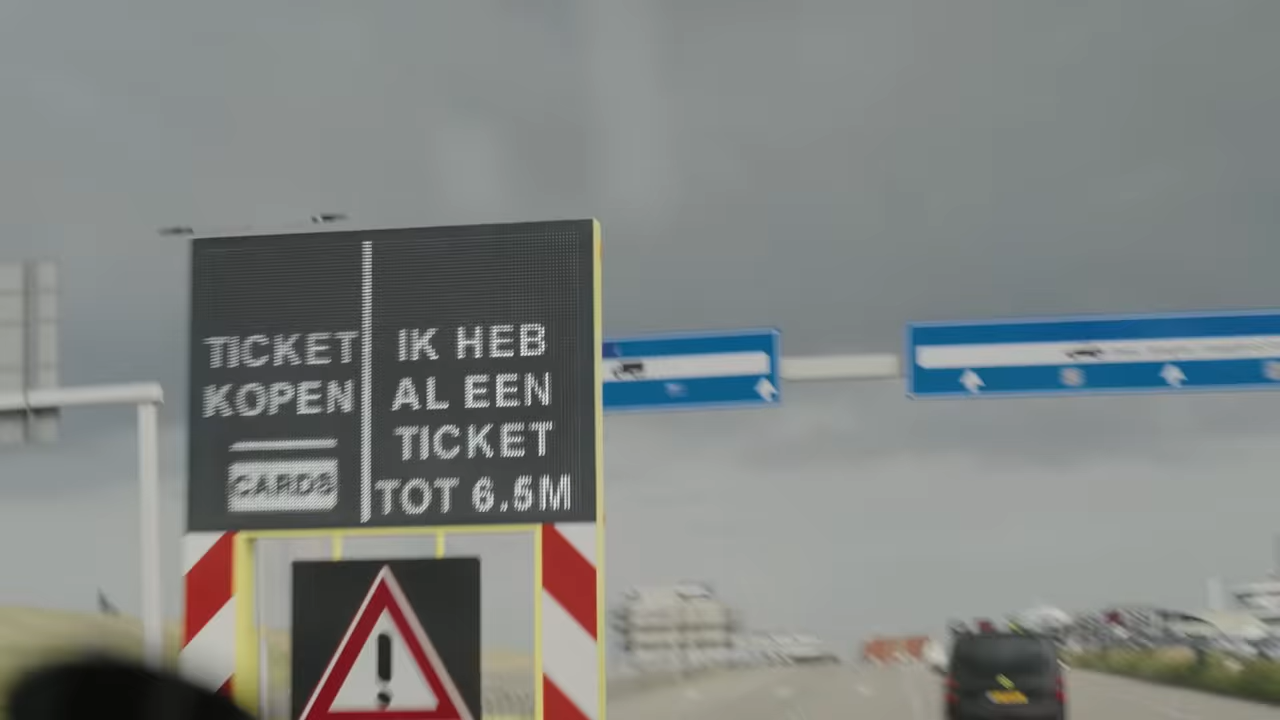 TICKET
KOPEN
CARDS
IK HEB
AL EEN
TICKET
TOT 6.5M